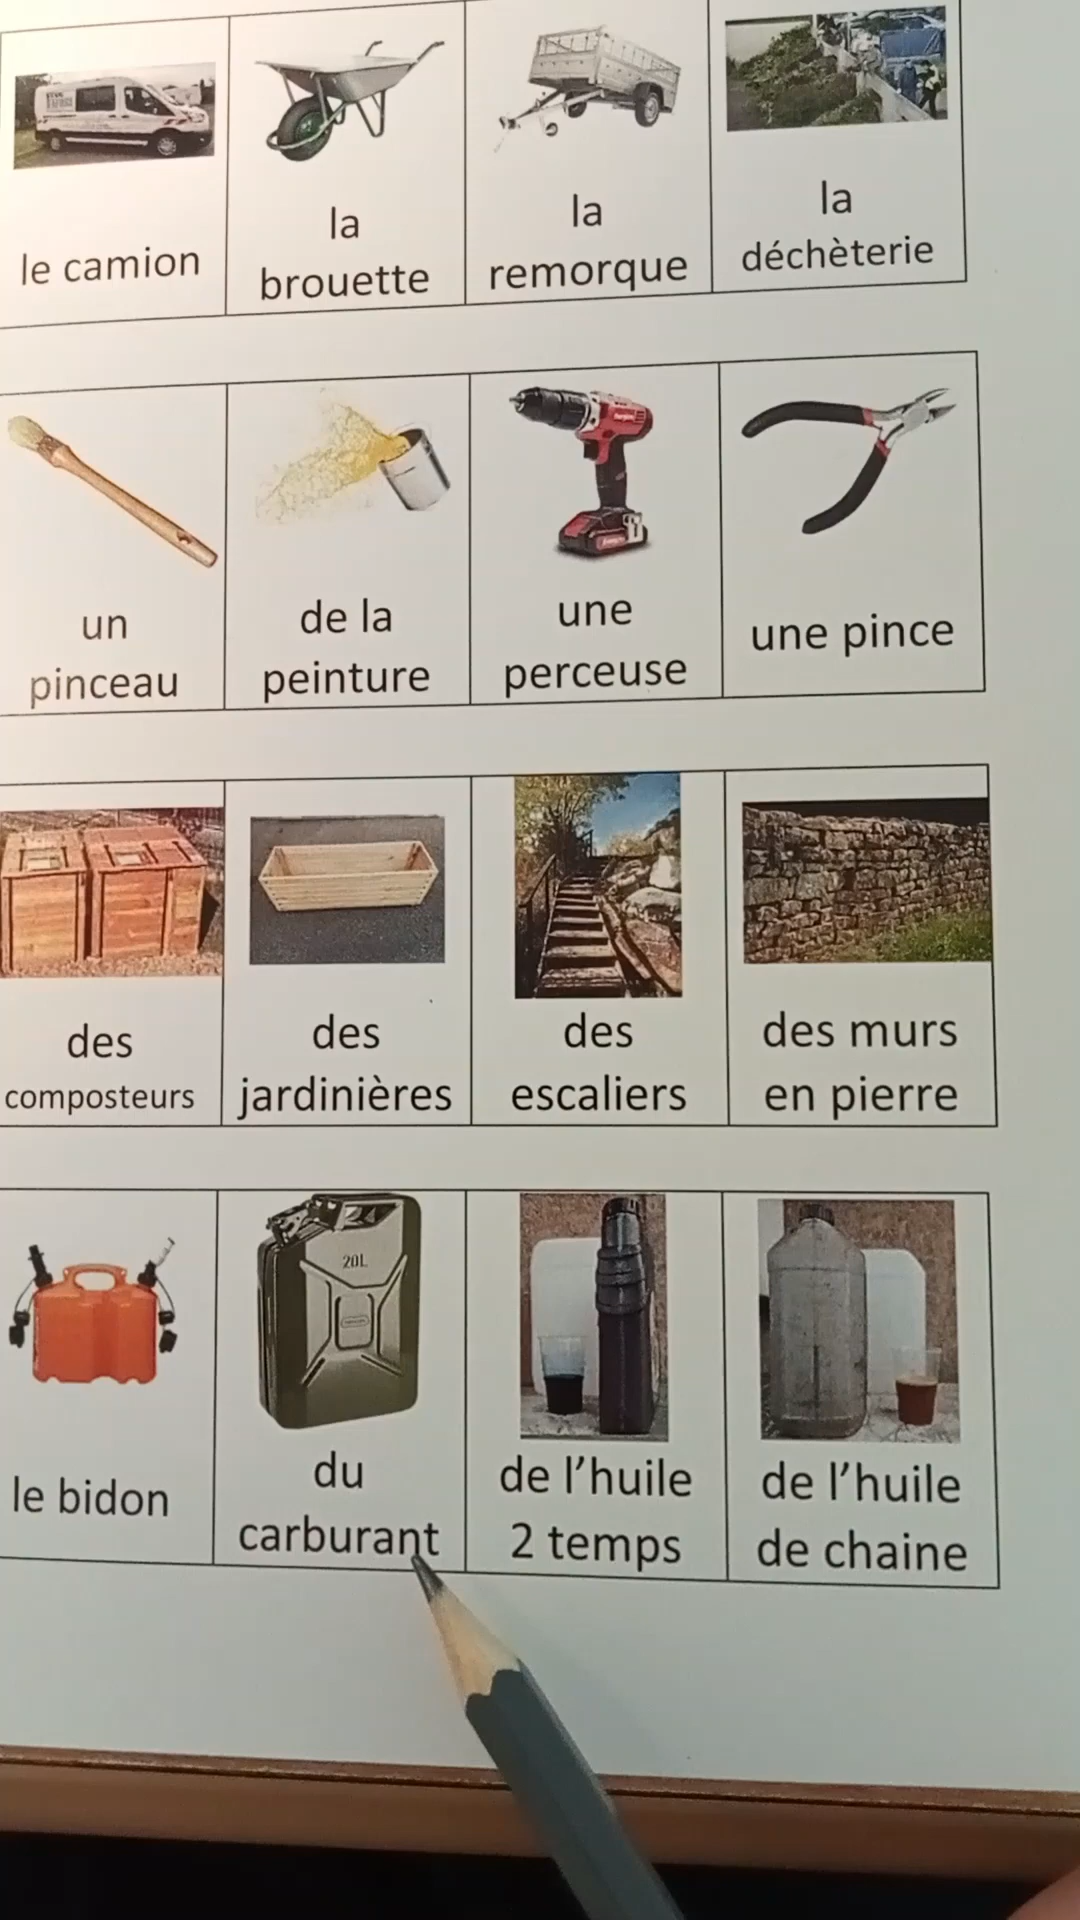 le camion
la
brouette
la
remorque
la
déchèterie
un
pinceau
de la
peinture
une
perceuse
une pince
des
composteurs
des
jardinières
des
escaliers
des murs
en pierre
20L
le bidon
du
carburant
de l'huile
2 temps
de l'huile
de chaine